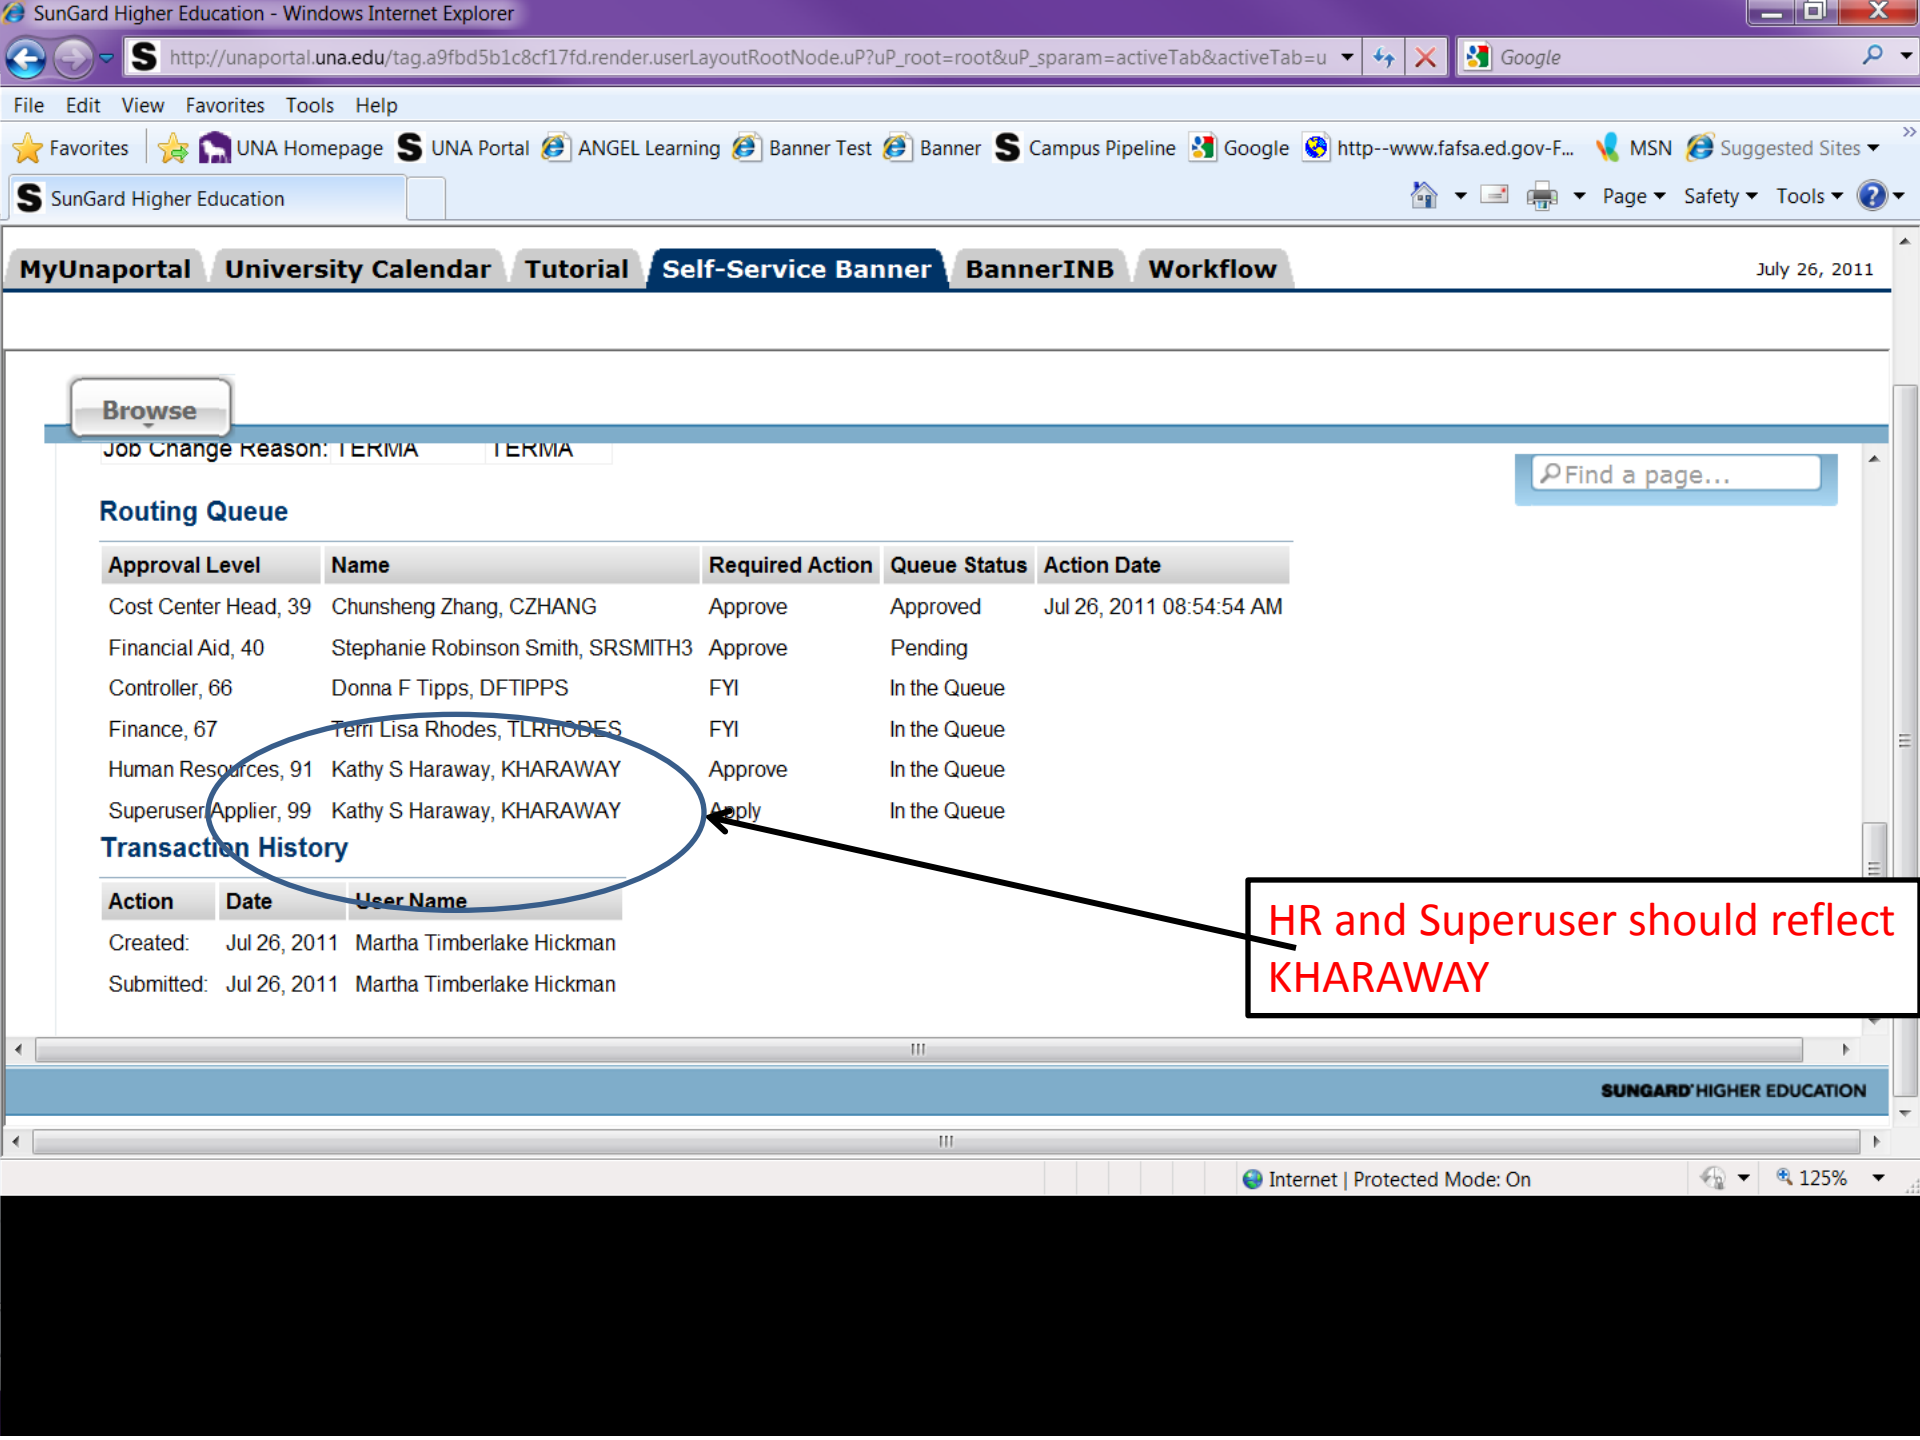 SunGard Higher Education - Windows Internet Explorer
http://unaportal.una.edu/tag.a9fbd5b1c8cf17fd.render.userLayoutRootNode.uP?uP_root=root&uP_sparam=activeTab&activeTab=u
Google
File Edit View Favorites Tools Help
Favorites UNA Homepage UNA Portal ANGEL Learning Banner Test Banner Campus Pipeline Google http--www.fafsa.ed.gov-F... MSN Suggested Sites
SunGard Higher Education
Page Safety Tools
MyUnaportal University Calendar Tutorial Self-Service Banner BannerINB Workflow
July 26, 2011
Browse
Job Change Reason: TERMA TERMA
Find a page...
Routing Queue
Approval Level Name Required Action Queue Status Action Date
Cost Center Head, 39 Chunsheng Zhang, CZHANG Approve Approved Jul 26, 2011 08:54:54 AM
Financial Aid, 40 Stephanie Robinson Smith, SRSMITH3 Approve Pending
Controller, 66 Donna F Tipps, DFTIPPS FYI In the Queue
Finance, 67 Terri Lisa Rhodes, TLRHODES FYI In the Queue
Human Resources, 91 Kathy S Haraway, KHARAWAY Approve In the Queue
Superuser/Applier, 99 Kathy S Haraway, KHARAWAY Apply In the Queue
Transaction History
Action Date User Name
Created: Jul 26, 2011 Martha Timberlake Hickman
Submitted: Jul 26, 2011 Martha Timberlake Hickman
HR and Superuser should reflect
KHARAWAY
SUNGARD HIGHER EDUCATION
Internet | Protected Mode: On
125%